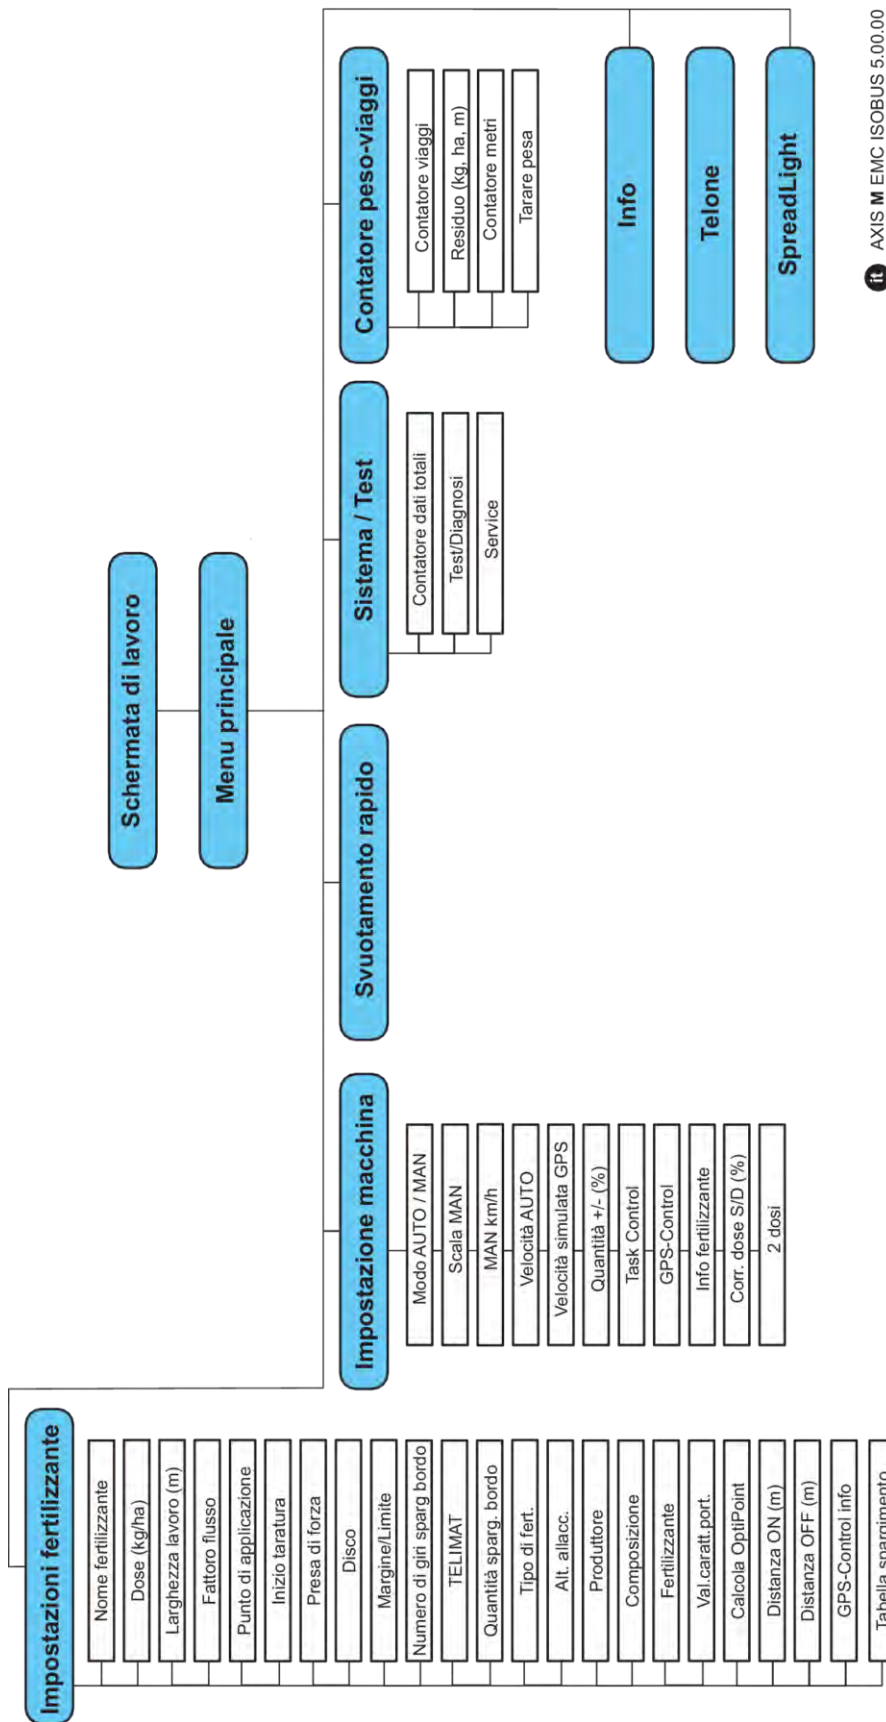 Schermata di lavoro
Menu principale
Impostazioni fertilizzante
Nome fertilizzante
Dose (kg/ha)
Larghezza lavoro (m)
Fattoro flusso
Punto di applicazione
Inizio taratura
Presa di forza
Disco
Margine/Limite
Numero di giri sparg bordo
TELIMAT
Quantità sparg. bordo
Tipo di fert.
Alt. allacc.
Produttore
Composizione
Fertilizzante
Val.caratt.port.
Calcola OptiPoint
Distanza ON (m)
Distanza OFF (m)
GPS-Control info
Tabella spargimento
Impostazione macchina
Modo AUTO / MAN
Scala MAN
MAN km/h
Velocità AUTO
Velocità simulata GPS
Quantità +/- (%)
Task Control
GPS-Control
Info fertilizzante
Corr. dose S/D (%)
2 dosi
Svuotamento rapido
Sistema / Test
Contatore dati totali
Test/Diagnosi
Service
Contatore peso-viaggi
Contatore viaggi
Residuo (kg, ha, m)
Contatore metri
Tarare pesa
Info
Telone
SpreadLight
it AXIS M EMC ISOBUS 5.00.00